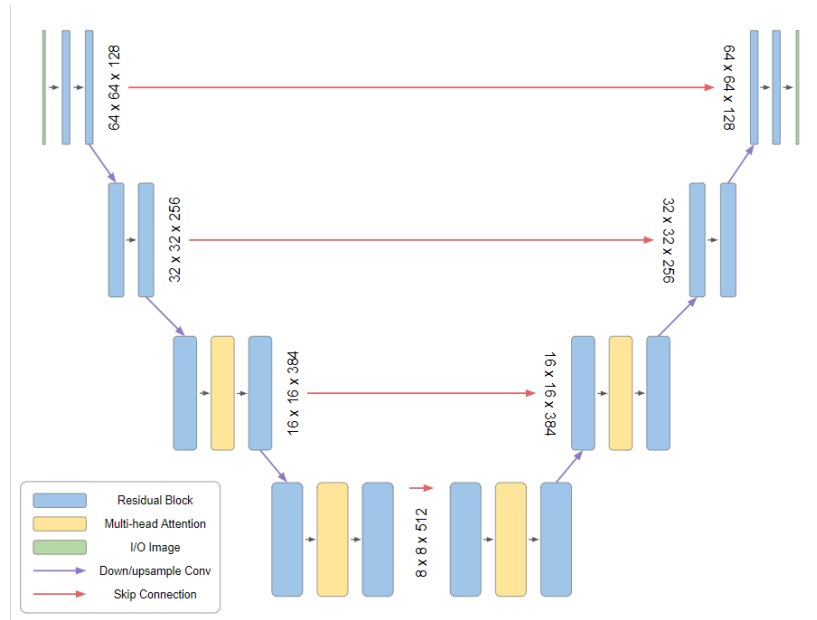 64 x 64 x 128
64 x 64 x 128
32 x 32 x 256
32 x 32 x 256
16 x 16 x 384
16 x 16 x 384
8 x 8 x 512
Residual Block
Multi-head Attention
I/O Image
Down/upsample Conv
Skip Connection